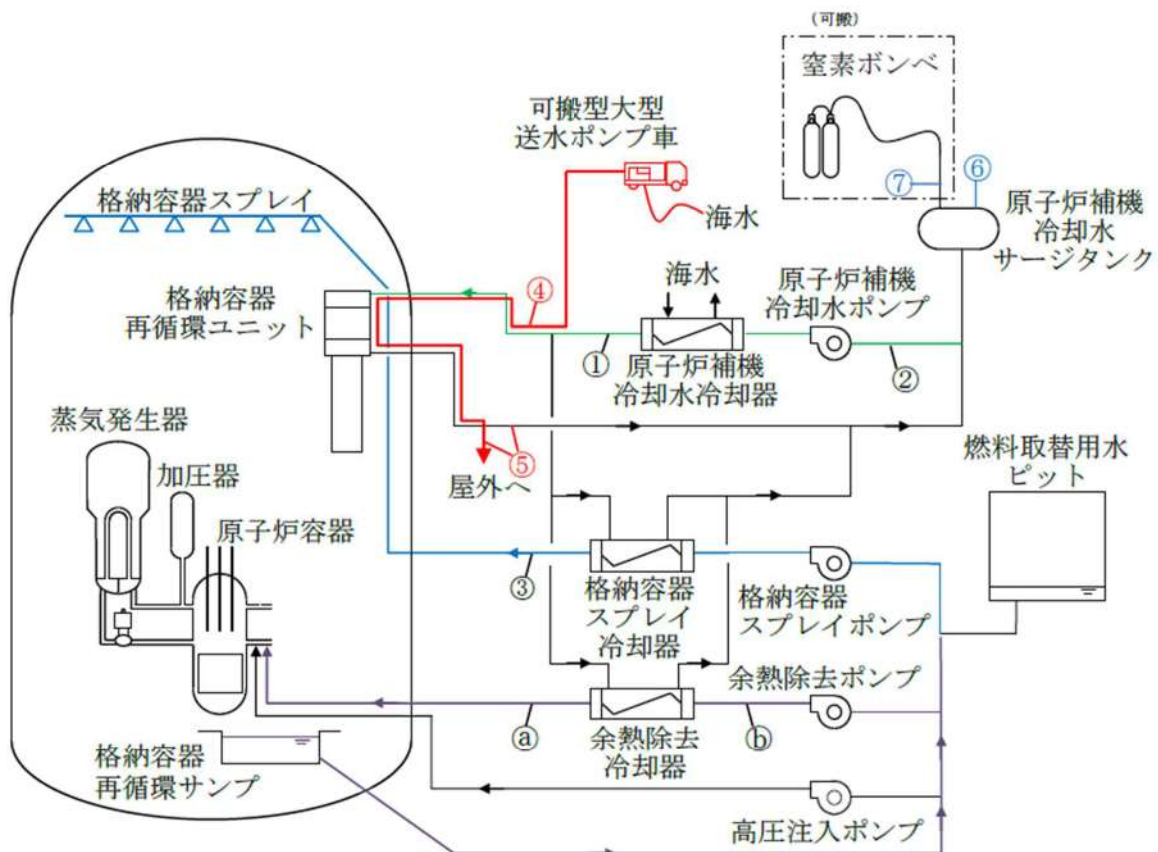 (可搬)
窒素ボンベ
可搬型大型
送水ポンプ車
海水
⑦
⑥
原子炉補機
冷却水
サージタンク
格納容器スプレイ
格納容器
再循環ユニット
④
海水
原子炉補機
冷却水ポンプ
①
②
原子炉補機
冷却水冷却器
⑤
屋外へ
蒸気発生器
加圧器
原子炉容器
燃料取替用水
ピット
③
格納容器
スプレイ
冷却器
格納容器
スプレイポンプ
余熱除去ポンプ
ⓐ
ⓑ
余熱除去
冷却器
格納容器
再循環サンプ
高圧注入ポンプ